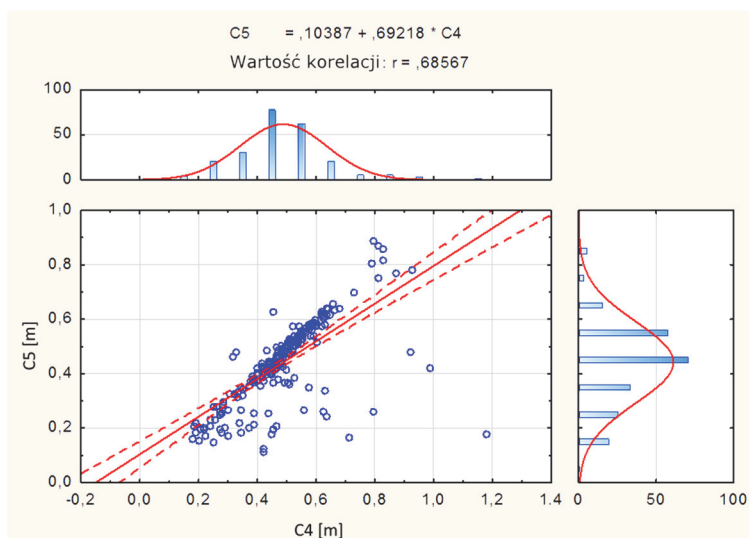 C5 = ,10387 + ,69218 * C4
Wartość korelacji: r = ,68567
100
50
0
1,0
0,8
0,6
0,4
0,2
0,0
C5 [m]
-0,2 0,0 0,2 0,4 0,6 0,8 1,0 1,2 1.4
C4 [m]
0 50 100